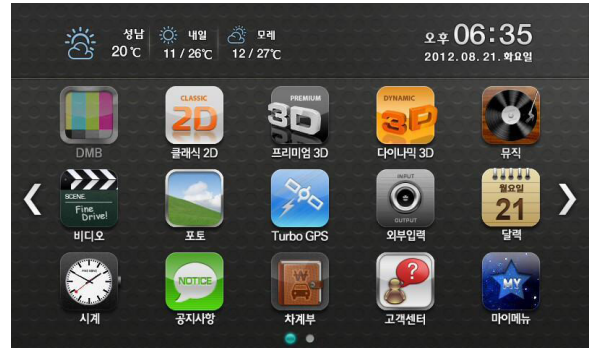 성남 내일 모레
20℃ 11 / 26℃ 12 / 27℃
오후 06:35
2012. 08. 21. 화요일
CLASSIC PREMIUM DYNAMIC
2D 3D 3D
DMB 클래식 2D 프리미엄 3D 다이나믹 3D 뮤직
SCENE INPUT 월요일
Fine Drive! OUTPUT 21
비디오 포토 Turbo GPS 외부입력 달력
NOTICE W ? MY
시계 공지사항 차계부 고객센터 마이메뉴